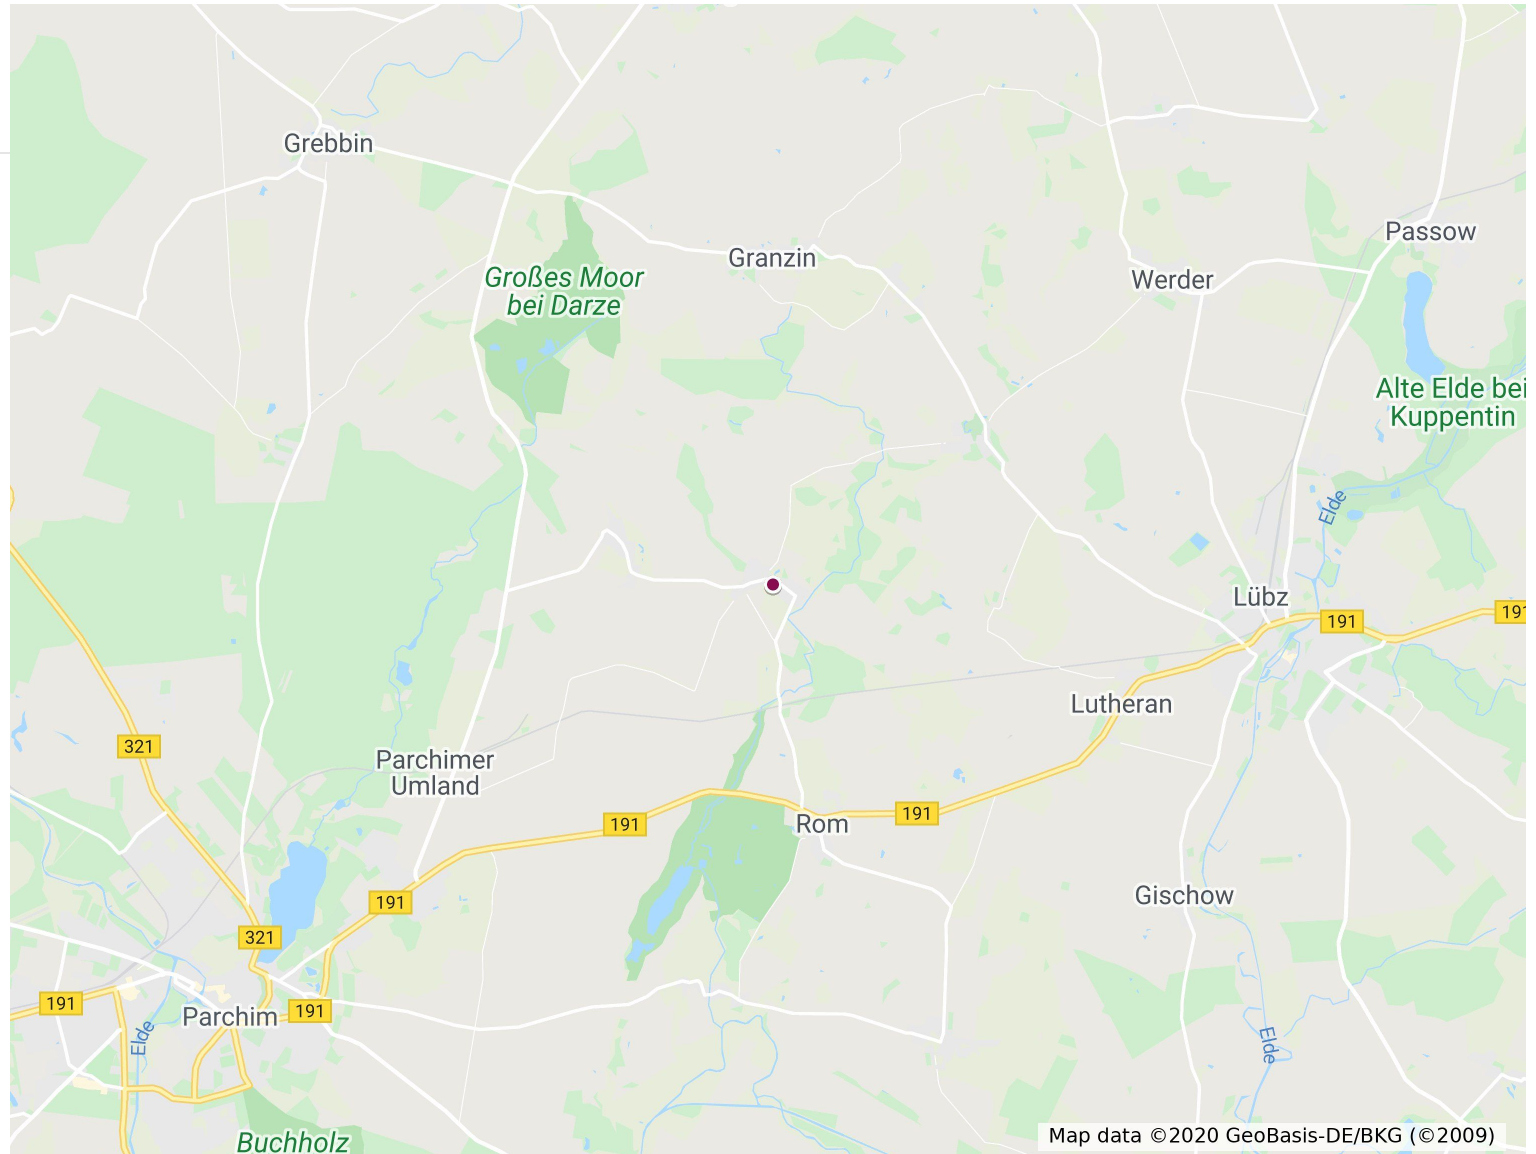 Grebbin
Passow
Granzin
Großes Moor
bei Darze
Werder
Alte Elde bei
Kuppentin
Elde
Lübz
191
191
Lutheran
321
Parchimer
Umland
191
191
Rom
191
Gischow
321
191
191
Parchim
Elde
Elde
Buchholz
Map data ©2020 GeoBasis-DE/BKG (©2009)